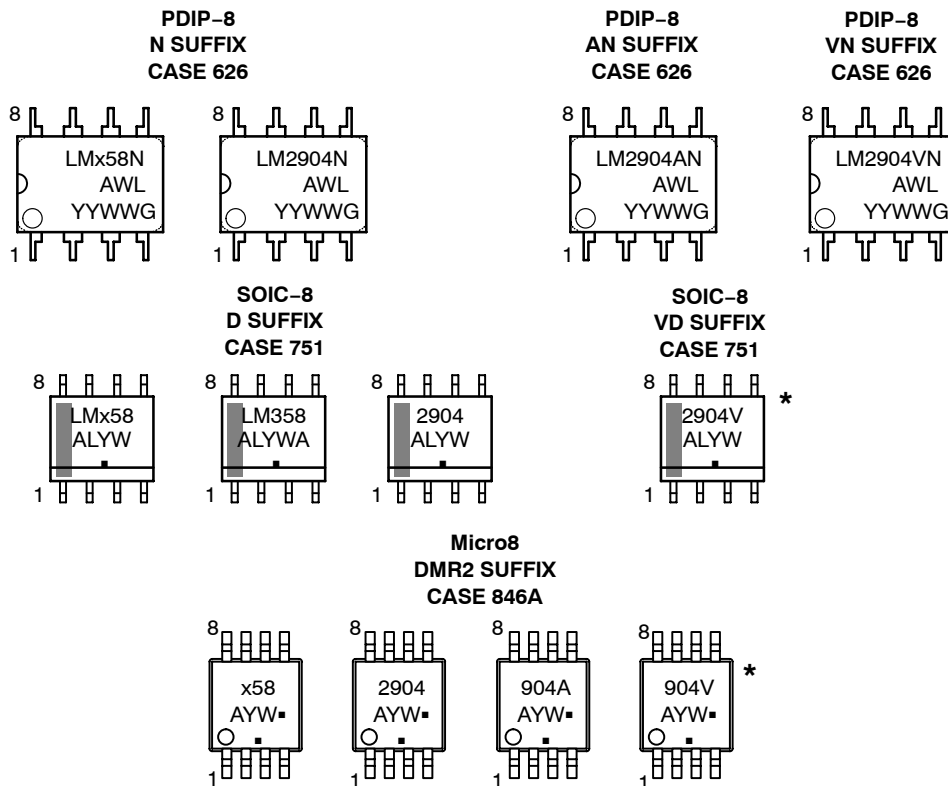 PDIP−8
N SUFFIX
CASE 626
PDIP−8
AN SUFFIX
CASE 626
PDIP−8
VN SUFFIX
CASE 626
8
LMx58N
AWL
YYWWG
1
LM2904N
AWL
YYWWG
8
LM2904AN
AWL
YYWWG
1
8
LM2904VN
AWL
YYWWG
1
SOIC−8
D SUFFIX
CASE 751
SOIC−8
VD SUFFIX
CASE 751
8
LMx58
ALYW
1
8
LM358
ALYWA
1
8
2904
ALYW
1
8
2904V
ALYW
1
*
Micro8
DMR2 SUFFIX
CASE 846A
8
x58
AYW▪
▪
1
8
2904
AYW▪
▪
1
8
904A
AYW▪
▪
1
8
904V
AYW▪
▪
1
*